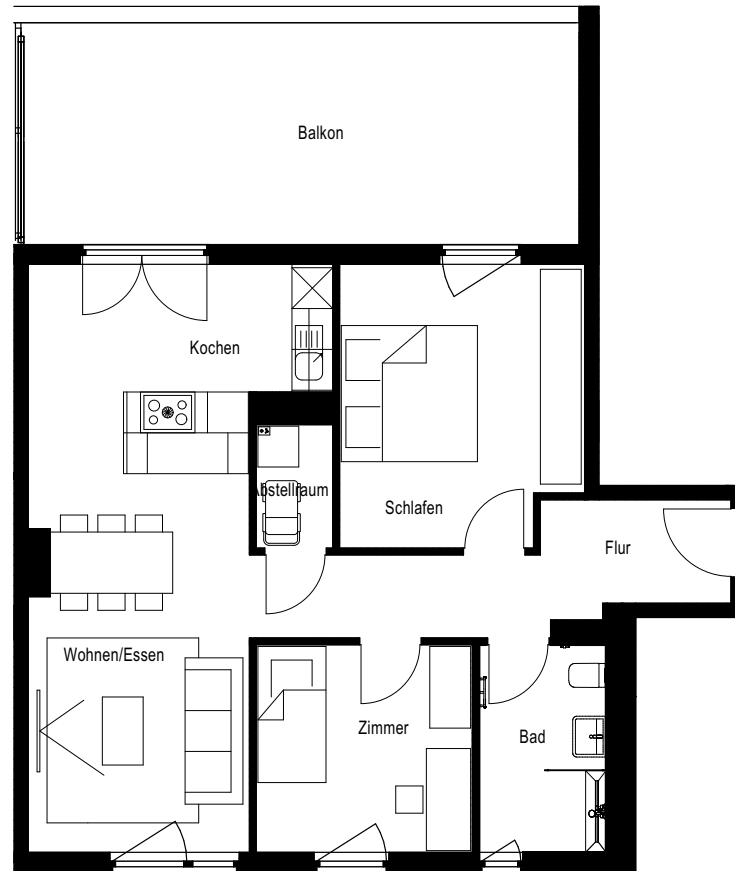 Balkon
Kochen
Abstellraum
Schlafen
Flur
Wohnen/Essen
Zimmer
Bad